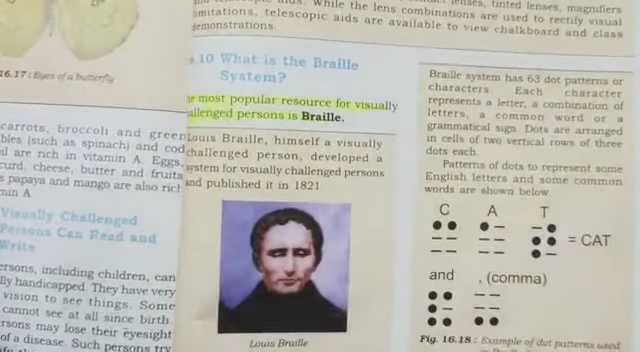 16.17 : Eyes of a butterfly
carrots, broccoli and green
(such as spinach) and cod
are rich in vitamin A. Eggs,
curd, cheese, butter and fruits
papaya and mango are also rich
Visually Challenged
Persons Can Read and
Write
including children, can
handicapped. They have very
vision to see things. Some
cannot see at all since birth.
may lose their eyesight
of a disease. Such persons try
aids. While the lens combinations are used to rectify visual
limitations, telescopic aids are available to view chalkboard and class
demonstrations
lenses, tinted lenses, magnifiers
.10 What is the Braille
System?
most popular resource for visually
persons is Braille.
Louis Braille, himself a visually
challenged person, developed a
system for visually challenged persons
and published it in 1821.
Louis Braille
Braille system has 63 dot patterns or
characters. Each character
represents a letter, a combination of
letters, a common word or a
grammatical sign. Dots are arranged
in cells of two vertical rows of three
dots each.
Patterns of dots to represent some
English letters and some common
words are shown below
C A T
= CAT
and , (comma)
Fig. 16.18 : Example of dot patterns used